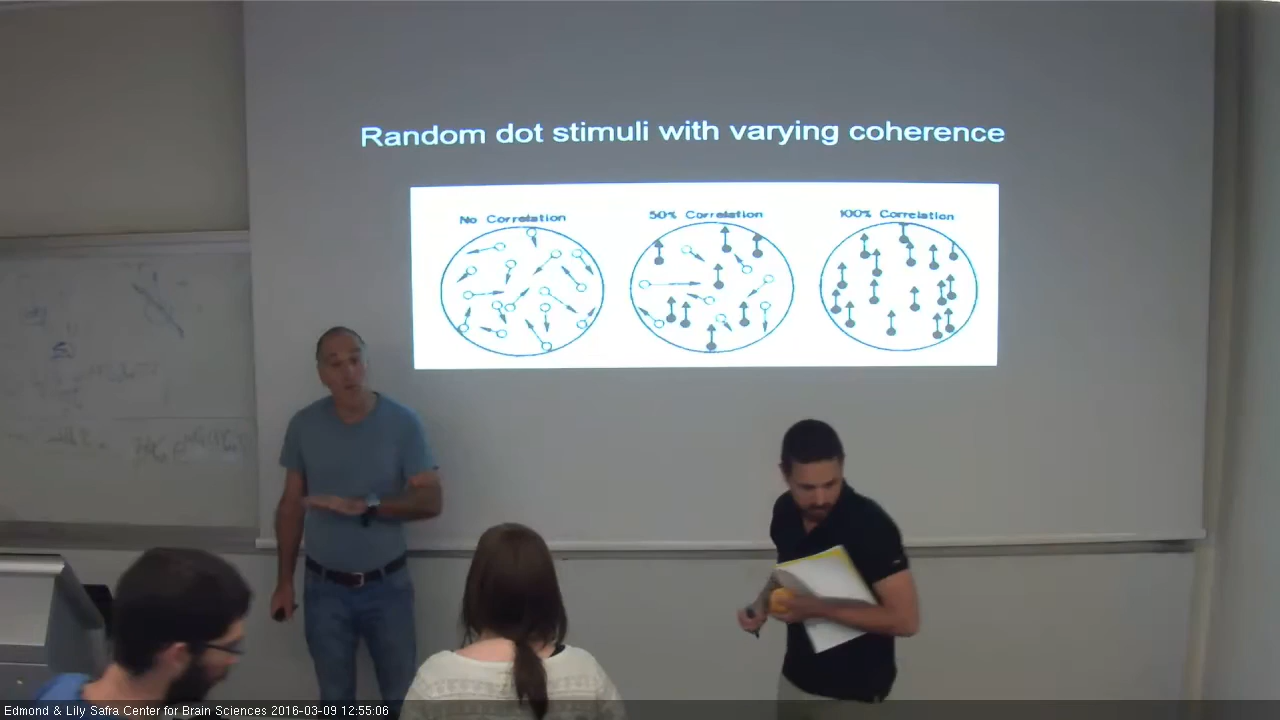 Random dot stimuli with varying coherence
No Correlation
50% Correlation
100% Correlation
Edmond & Lily Safra Center for Brain Sciences 2016-03-09 12:55:06